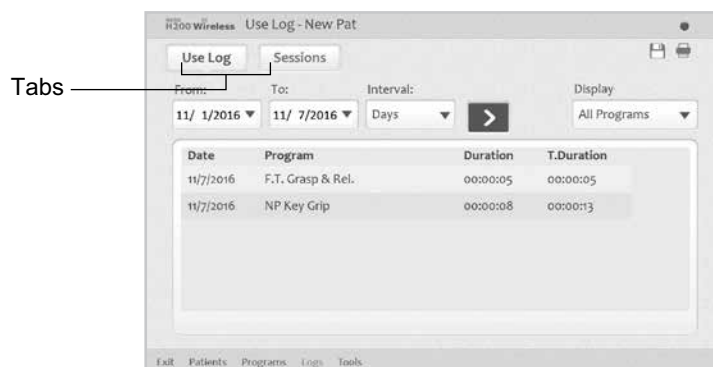 H200 Wireless Use Log - New Pat
Use Log Sessions
Tabs
From: To: Interval: Display
11/ 1/2016 11/ 7/2016 Days > All Programs
Date Program Duration T.Duration
11/7/2016 F.T. Grasp & Rel. 00:00:05 00:00:05
11/7/2016 NP Key Grip 00:00:08 00:00:13
Exit Patients Programs Logs Tools